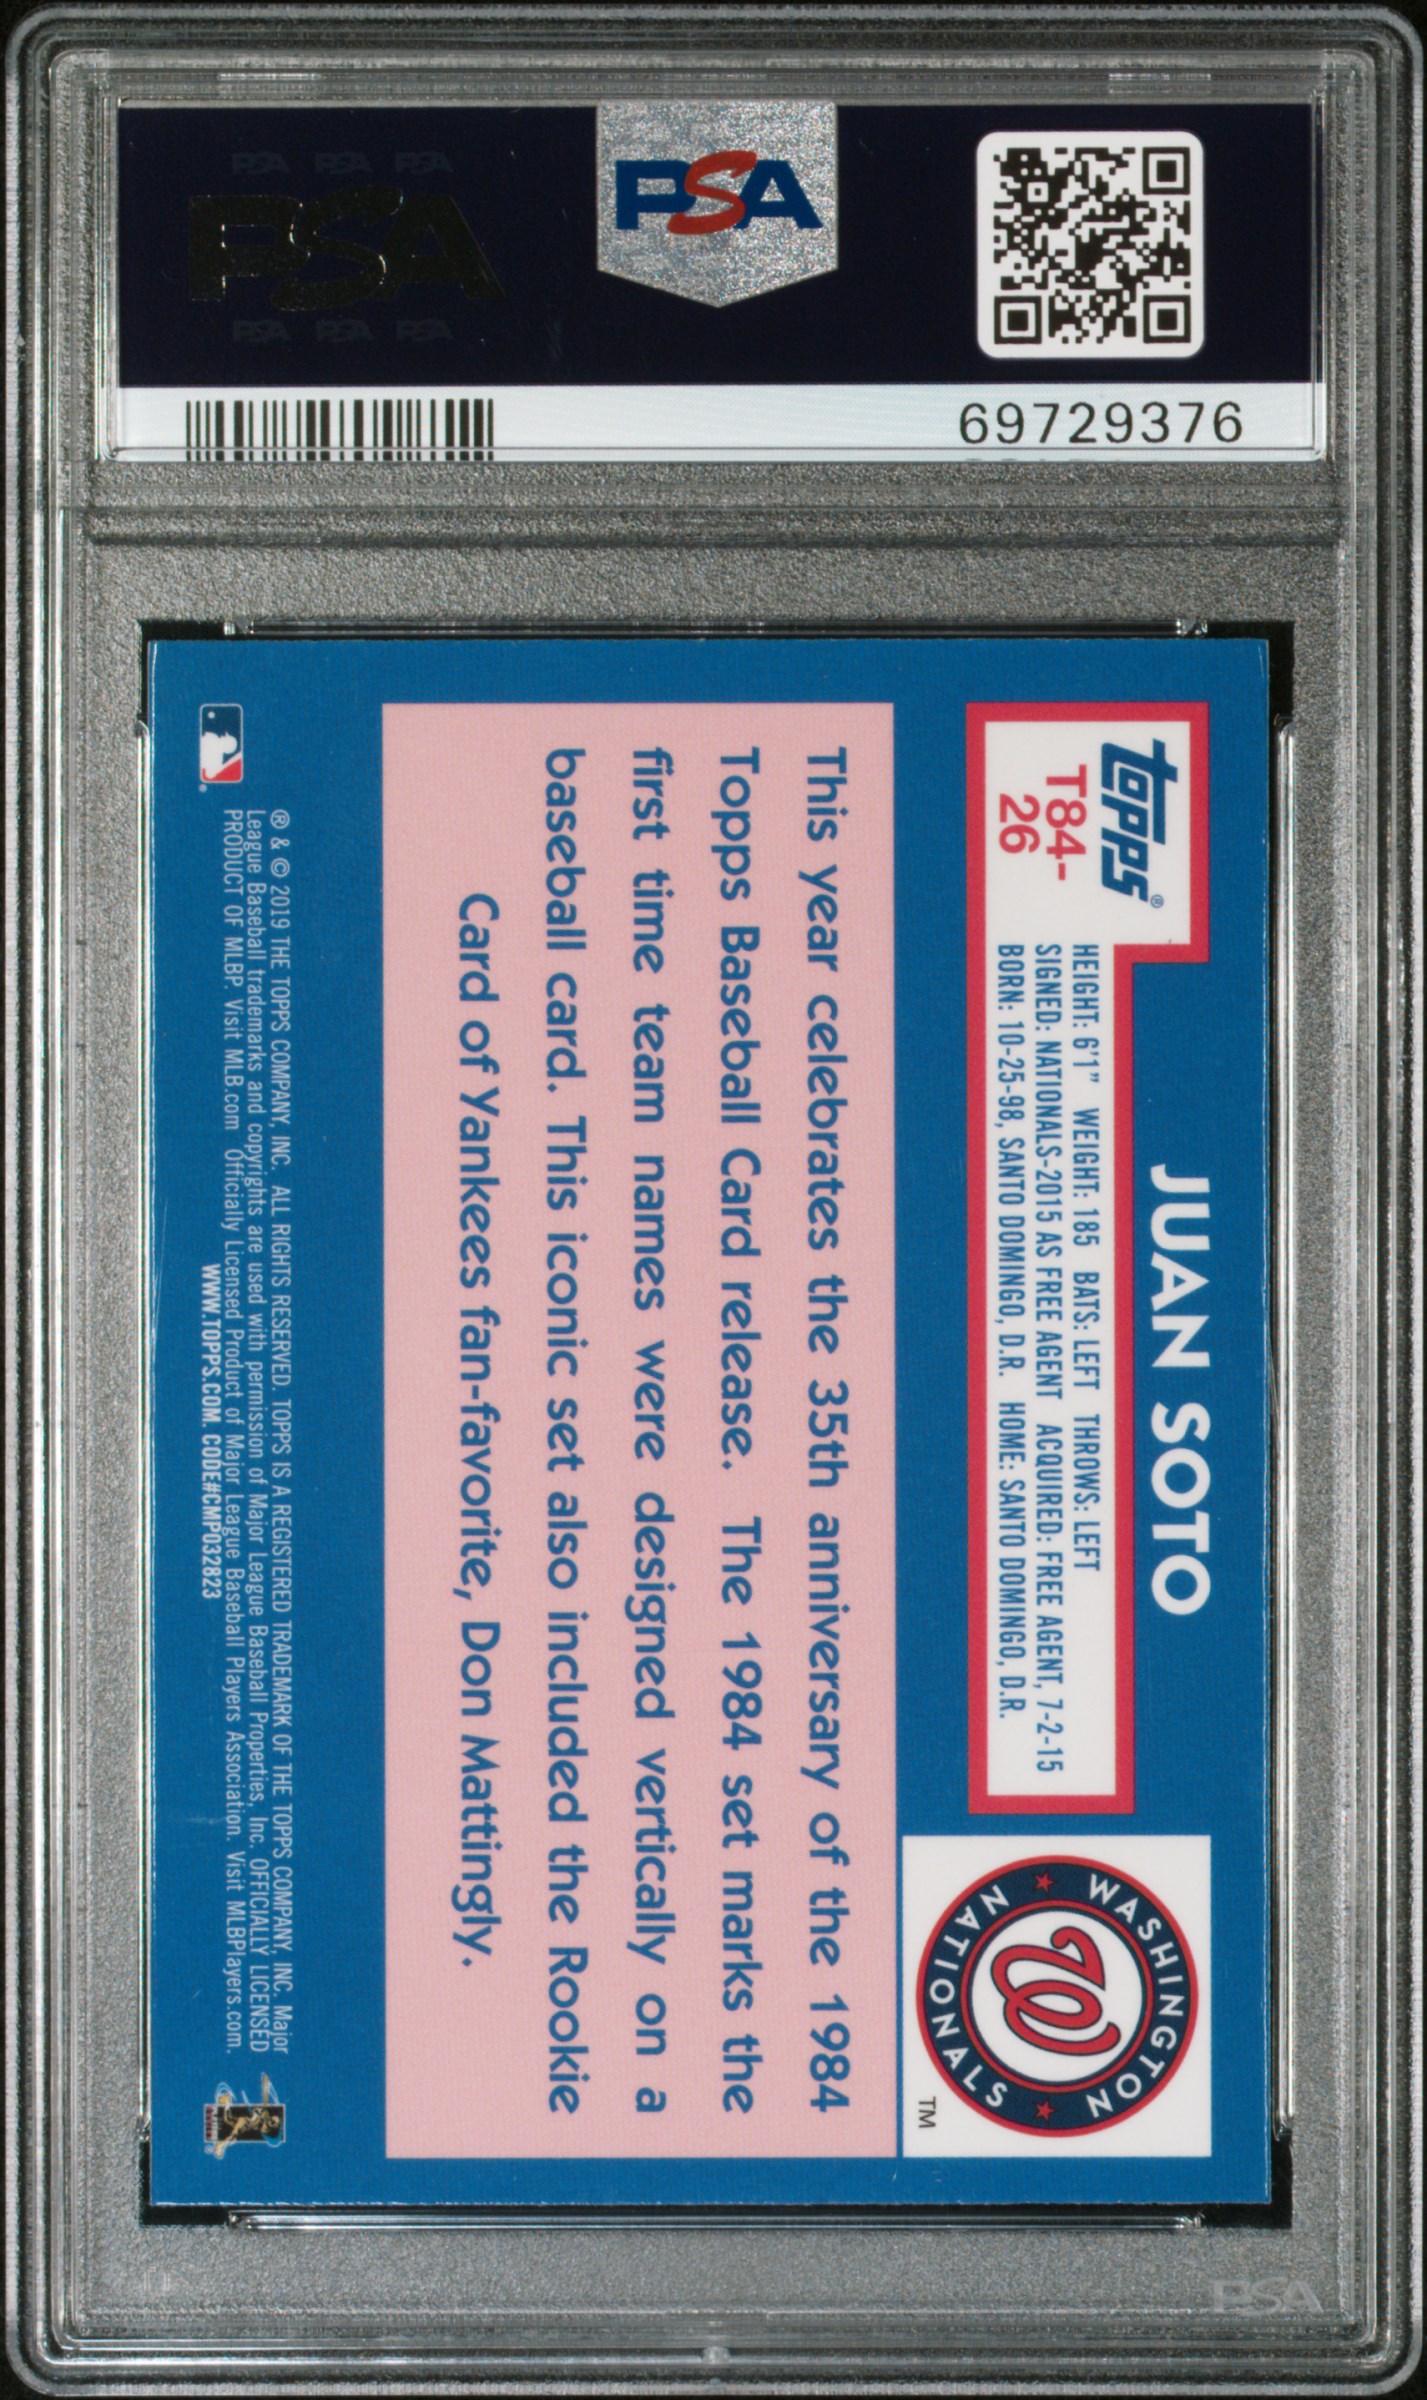 PSA PSA PSA
PSA
PSA PSA PSA
PSA
69729376
JUAN SOTO
topps®
T84-
26
HEIGHT: 6'1" WEIGHT: 185 BATS: LEFT THROWS: LEFT
SIGNED: NATIONALS-2015 AS FREE AGENT ACQUIRED: FREE AGENT, 7-2-15
BORN: 10-25-98, SANTO DOMINGO, D.R. HOME: SANTO DOMINGO, D.R.
WASHINGTON
NATIONALS
W
TM
This year celebrates the 35th anniversary of the 1984
Topps Baseball Card release. The 1984 set marks the
first time team names were designed vertically on a
baseball card. This iconic set also included the Rookie
Card of Yankees fan-favorite, Don Mattingly.
® & © 2019 THE TOPPS COMPANY, INC. ALL RIGHTS RESERVED. TOPPS IS A REGISTERED TRADEMARK OF THE TOPPS COMPANY, INC. Major
League Baseball trademarks and copyrights are used with permission of Major League Baseball Properties, Inc. OFFICIALLY LICENSED
PRODUCT OF MLBP. Visit MLB.com Officially Licensed Product of Major League Baseball Players Association. Visit MLBPlayers.com.
WWW.TOPPS.COM. CODE#CMP032823
PSA